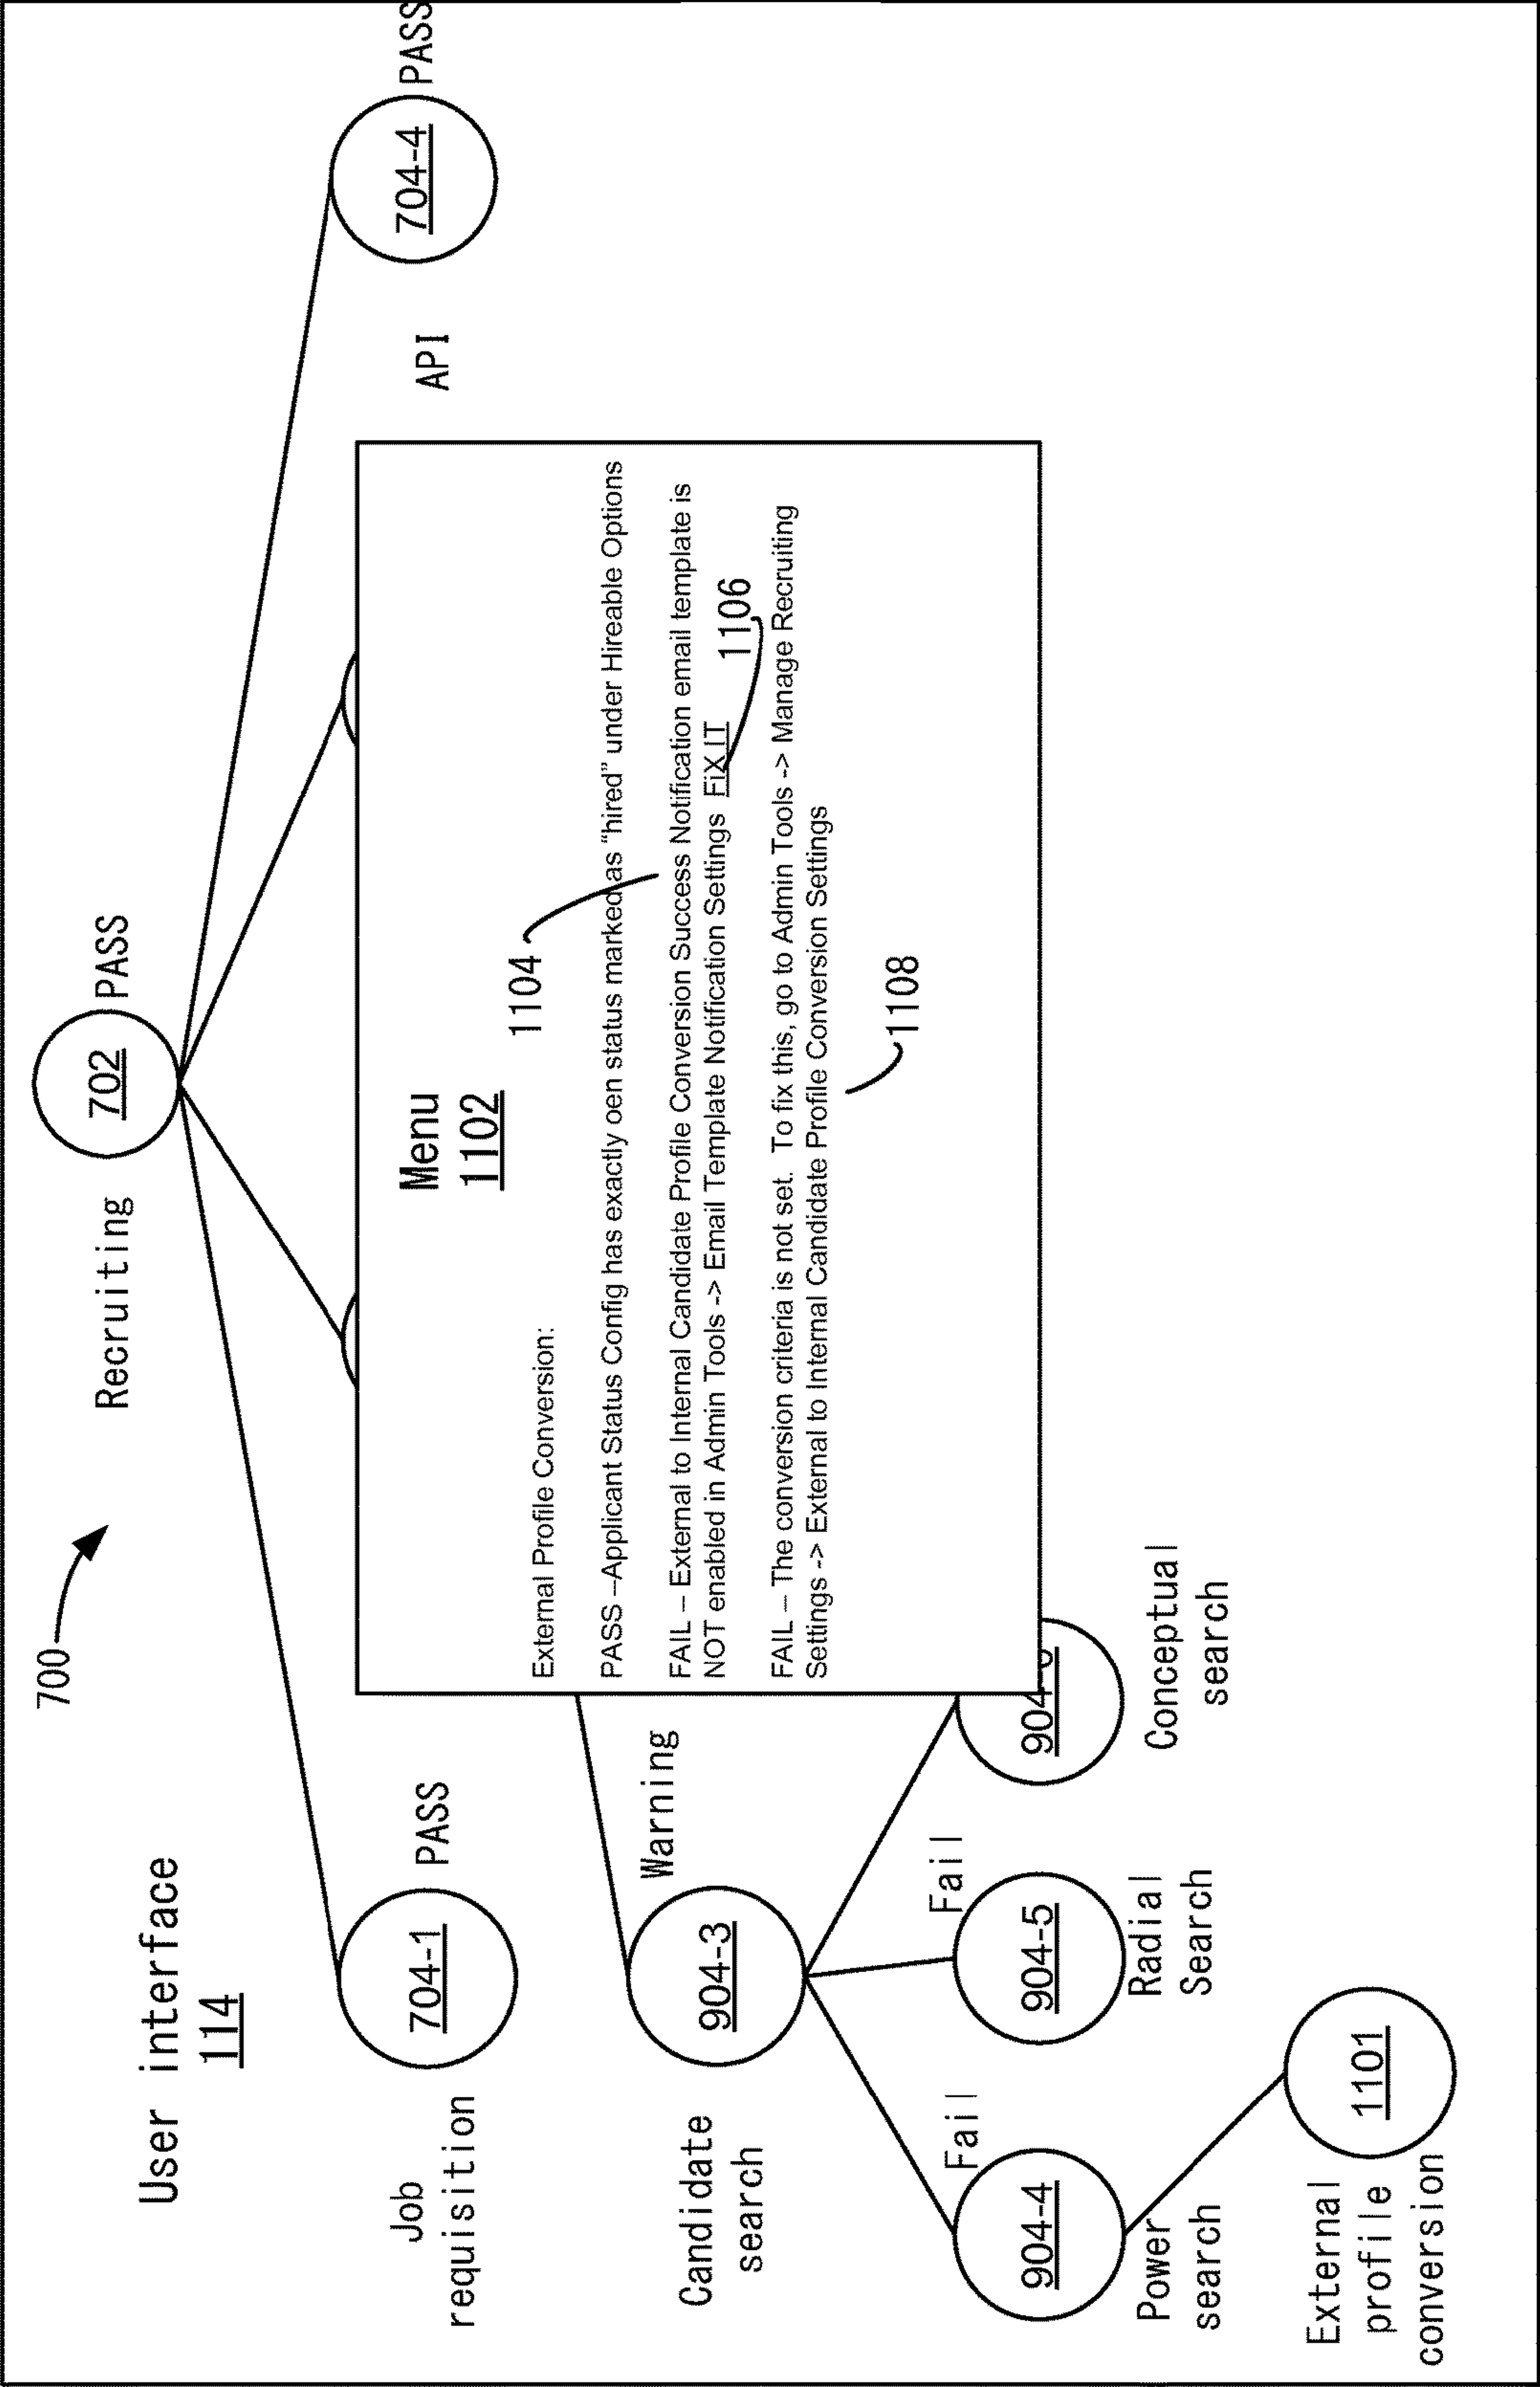 User interface
114
700
Recruiting
702
PASS
Job
requisition
704-1
PASS
API
704-4
PASS
Menu
1102
1104
External Profile Conversion:
PASS –Applicant Status Config has exactly oen status marked as "hired" under Hireable Options
FAIL – External to Internal Candidate Profile Conversion Success Notification email template is
NOT enabled in Admin Tools -> Email Template Notification Settings FiX IT
1106
FAIL – The conversion criteria is not set. To fix this, go to Admin Tools -> Manage Recruiting
Settings -> External to Internal Candidate Profile Conversion Settings
1108
Candidate
search
904-3
Warning
904-4
Fail
Power
search
904-5
Fail
Radial
Search
Conceptual
search
External
profile
conversion
1101